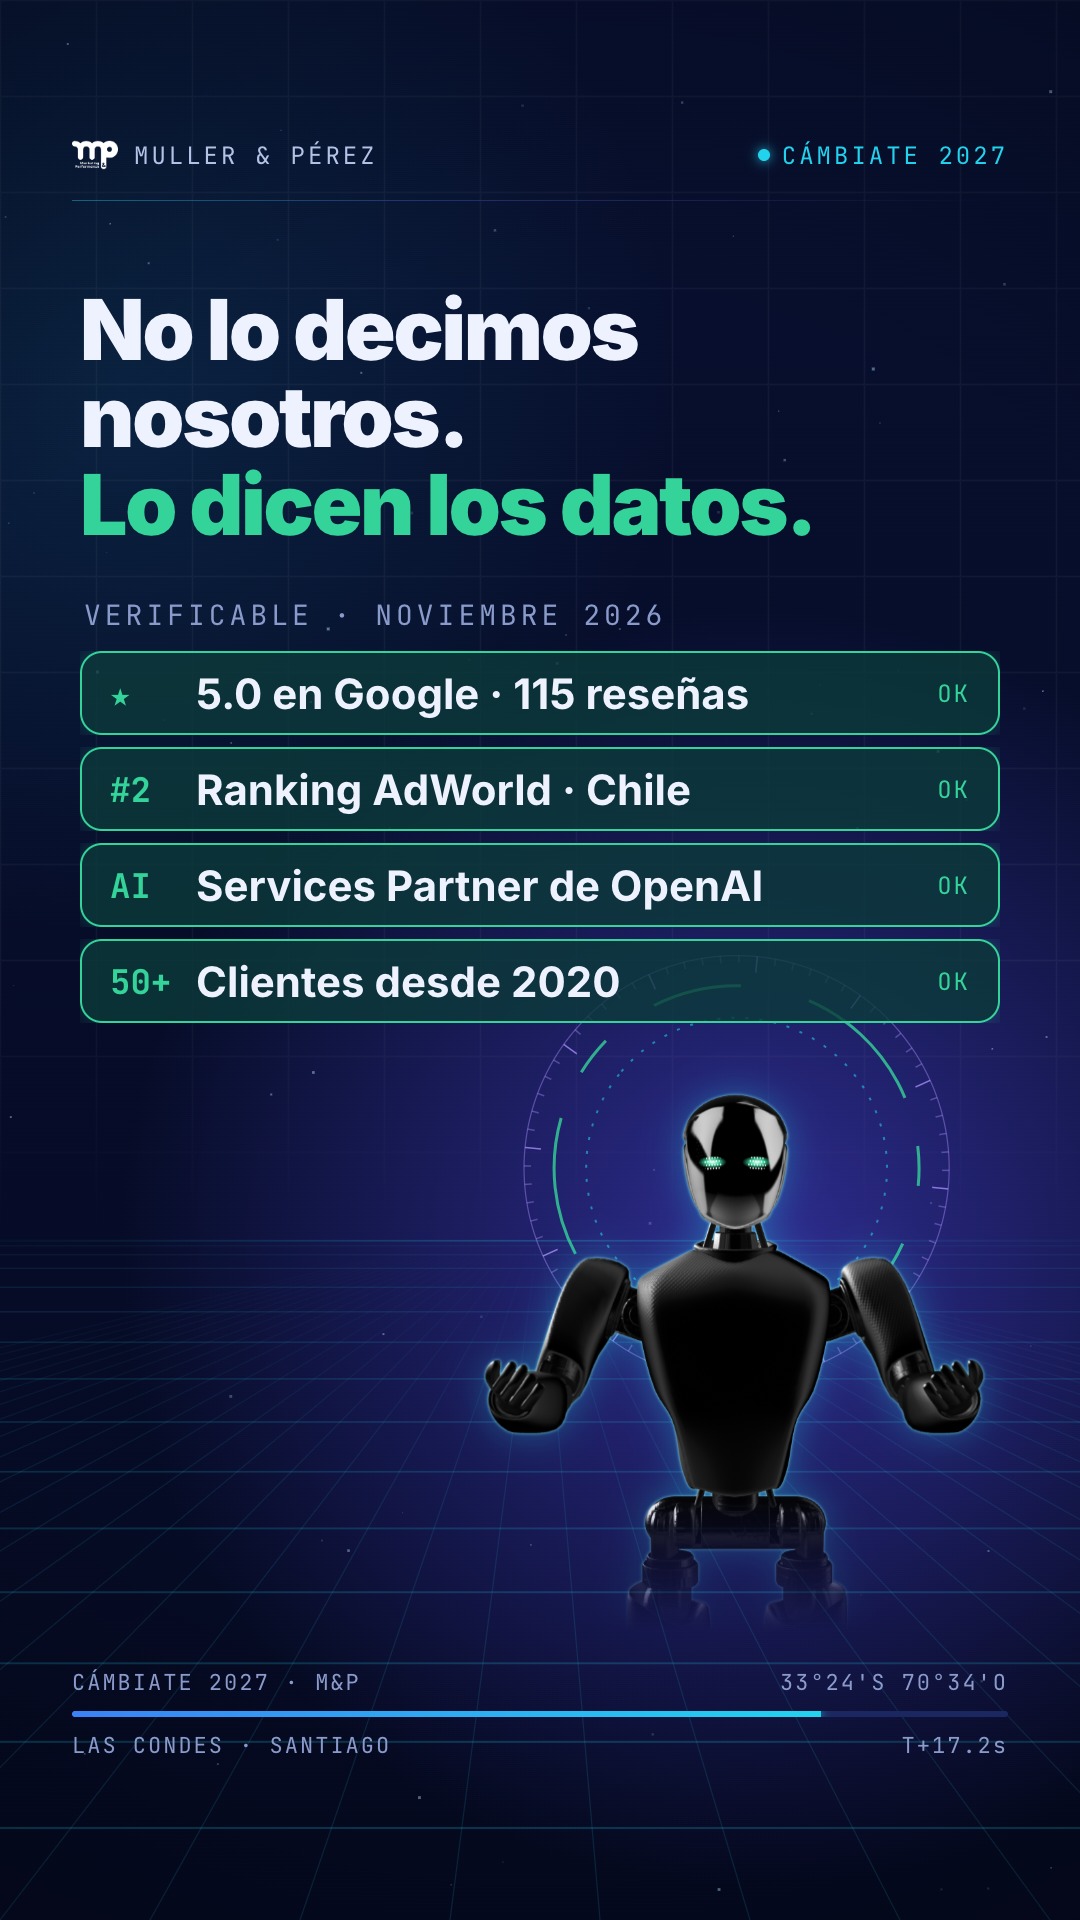 mp MULLER & PÉREZ
CÁMBIATE 2027
No lo decimos
nosotros.
Lo dicen los datos.
VERIFICABLE · NOVIEMBRE 2026
★ 5.0 en Google · 115 reseñas OK
#2 Ranking AdWorld · Chile OK
AI Services Partner de OpenAI OK
50+ Clientes desde 2020 OK
CÁMBIATE 2027 · M&P
33°24'S 70°34'O
LAS CONDES · SANTIAGO
T+17.2s